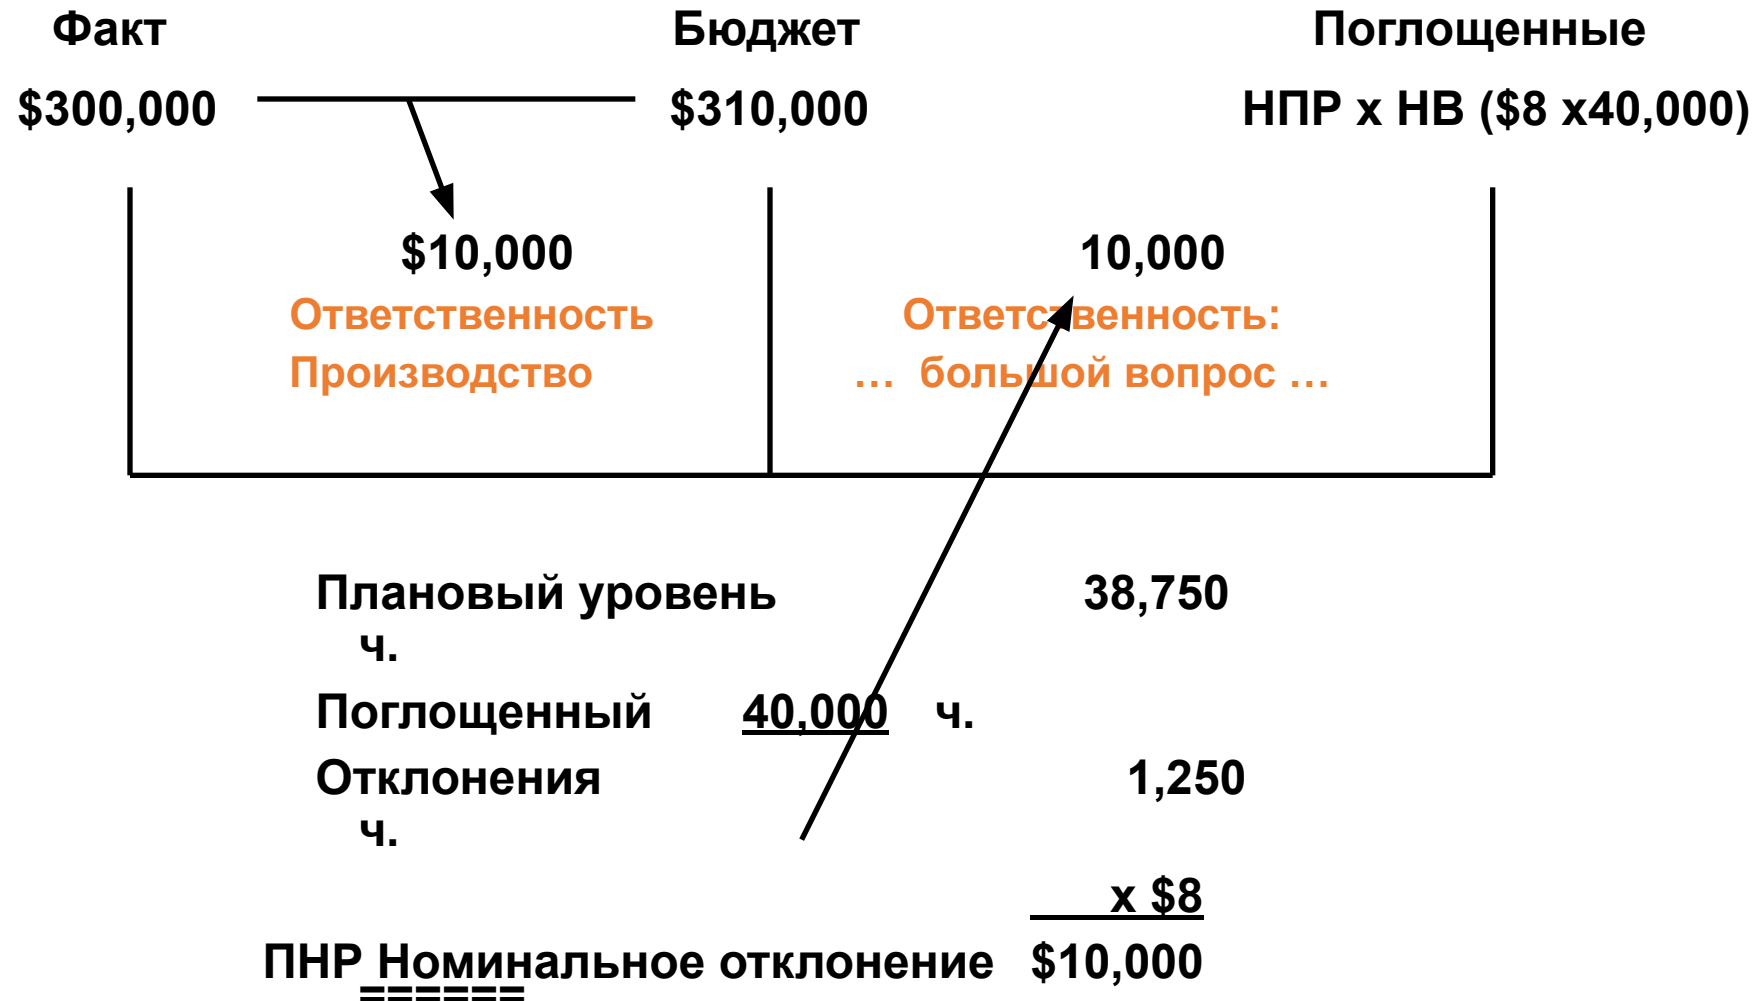 Факт Бюджет Поглощенные
$300,000 $310,000 НПР x НВ ($8 x40,000)
$10,000 10,000
Ответственность Ответственность:
Производство … большой вопрос …
Плановый уровень 38,750
ч.
Поглощенный 40,000 ч.
Отклонения 1,250
ч.
x $8
ПНР Номинальное отклонение $10,000
======